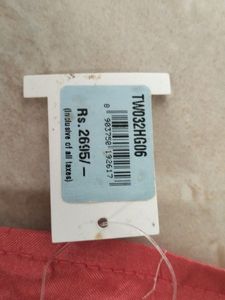 TW032HG06
8 903750 192617
Rs. 2695/-
(Inclusive of all taxes)